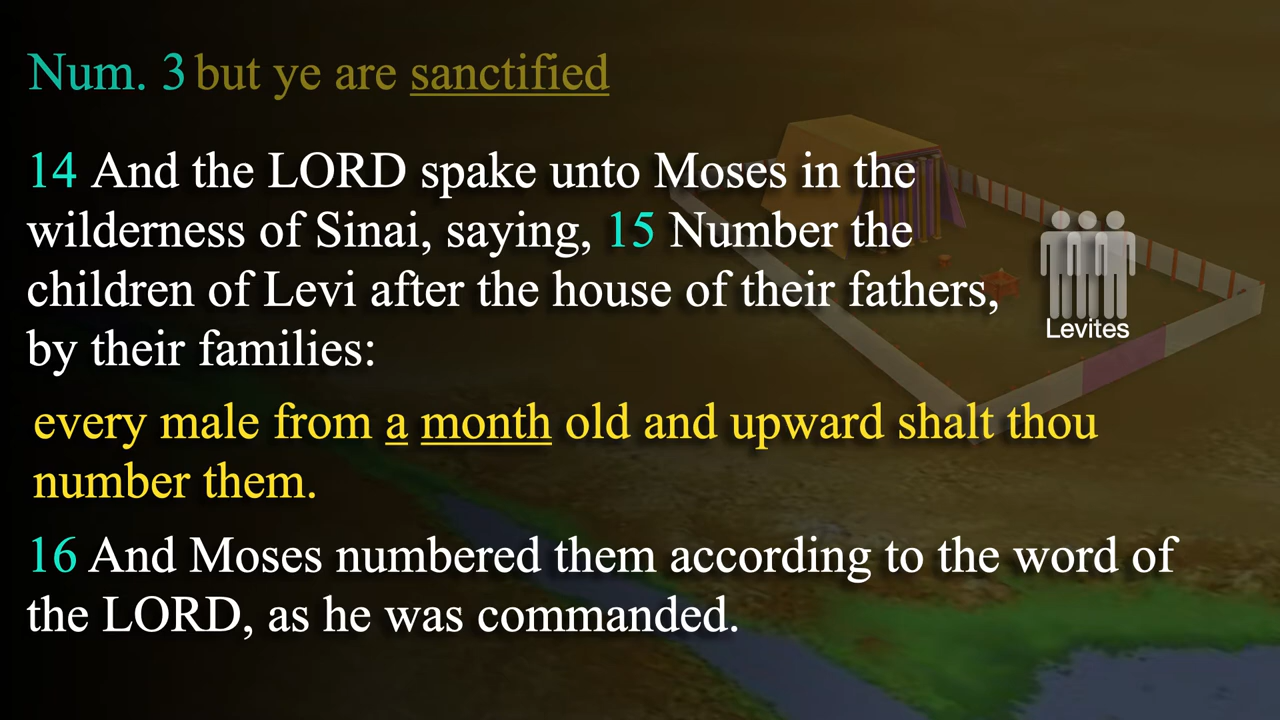 Num. 3 but ye are sanctified
14 And the LORD spake unto Moses in the
wilderness of Sinai, saying, 15 Number the
children of Levi after the house of their fathers,
by their families:
Levites
every male from a month old and upward shalt thou
number them.
16 And Moses numbered them according to the word of
the LORD, as he was commanded.